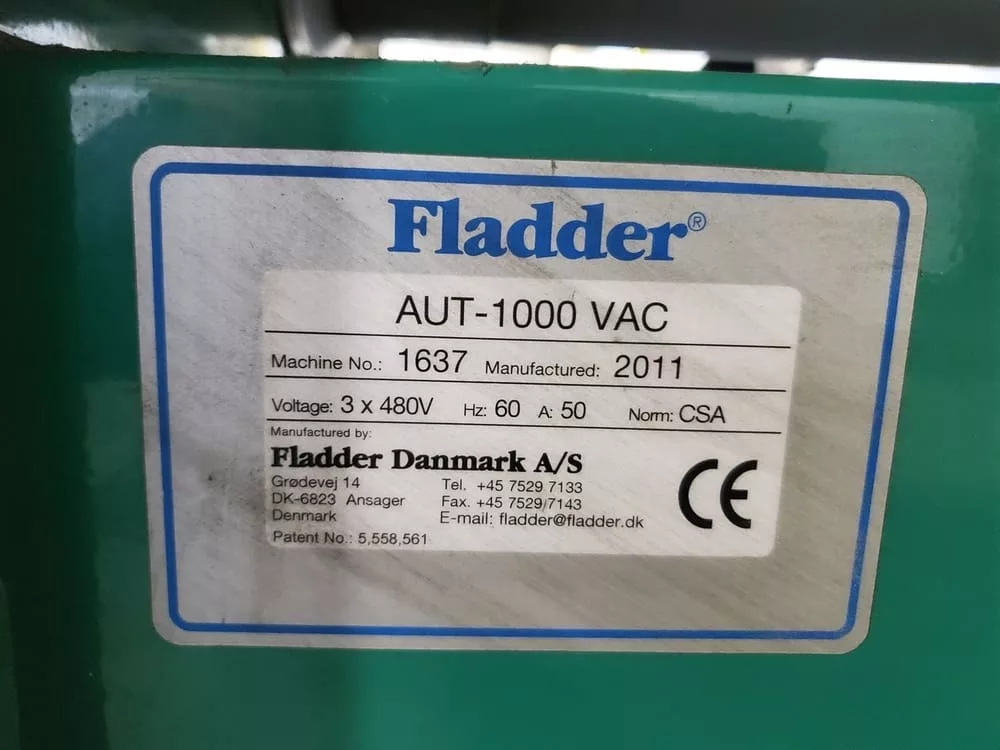 Fladder®
AUT-1000 VAC
Machine No.: 1637 Manufactured: 2011
Voltage: 3 x 480V Hz: 60 A: 50 Norm: CSA
Manufactured by:
Fladder Danmark A/S
Grødevej 14 Tel. +45 7529 7133
DK-6823 Ansager Fax. +45 7529 7143
Denmark E-mail: fladder@fladder.dk
Patent No.: 5,558,561
CE